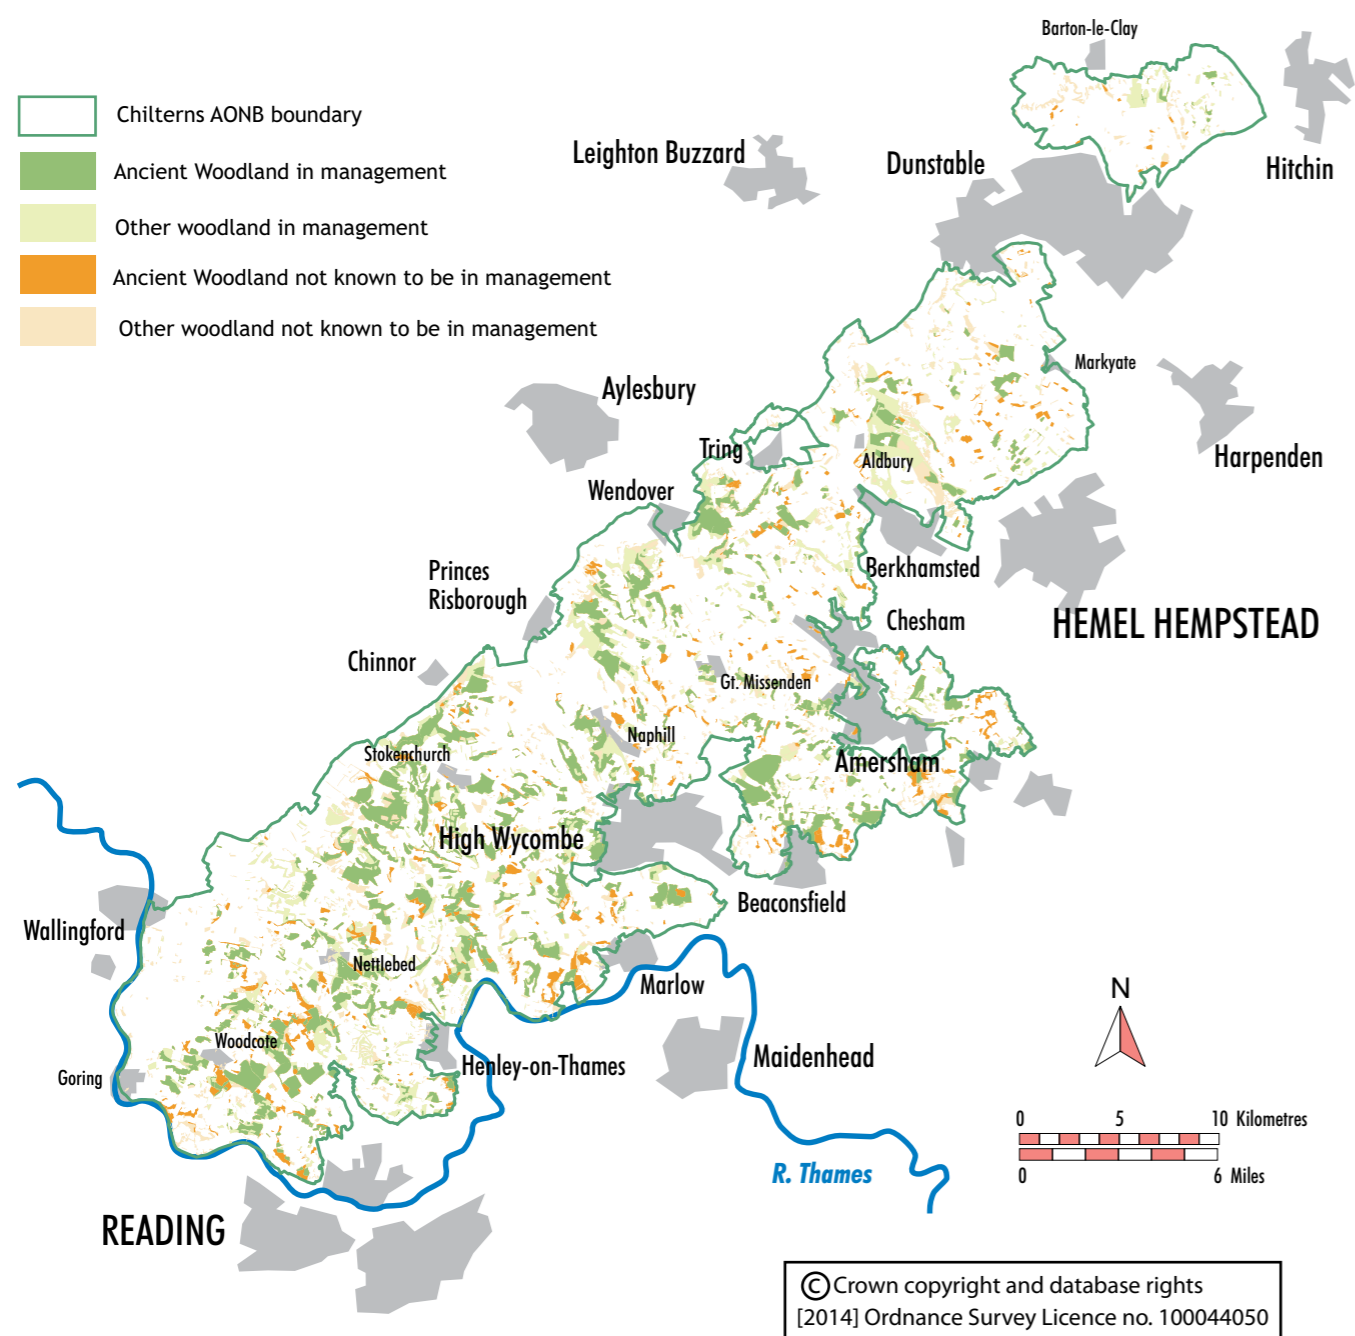 Barton-le-Clay
Chilterns AONB boundary
Ancient Woodland in management
Other woodland in management
Ancient Woodland not known to be in management
Other woodland not known to be in management
Leighton Buzzard
Dunstable
Hitchin
Markyate
Aylesbury
Tring
Aldbury
Harpenden
Wendover
Berkhamsted
Princes
Risborough
Chesham
HEMEL HEMPSTEAD
Chinnor
Gt. Missenden
Naphill
Stokenchurch
Amersham
High Wycombe
Beaconsfield
Wallingford
Nettlebed
Marlow
N
Woodcote
Henley-on-Thames
Maidenhead
Goring
0 5 10 Kilometres
0 6 Miles
R. Thames
READING
© Crown copyright and database rights
[2014] Ordnance Survey Licence no. 100044050